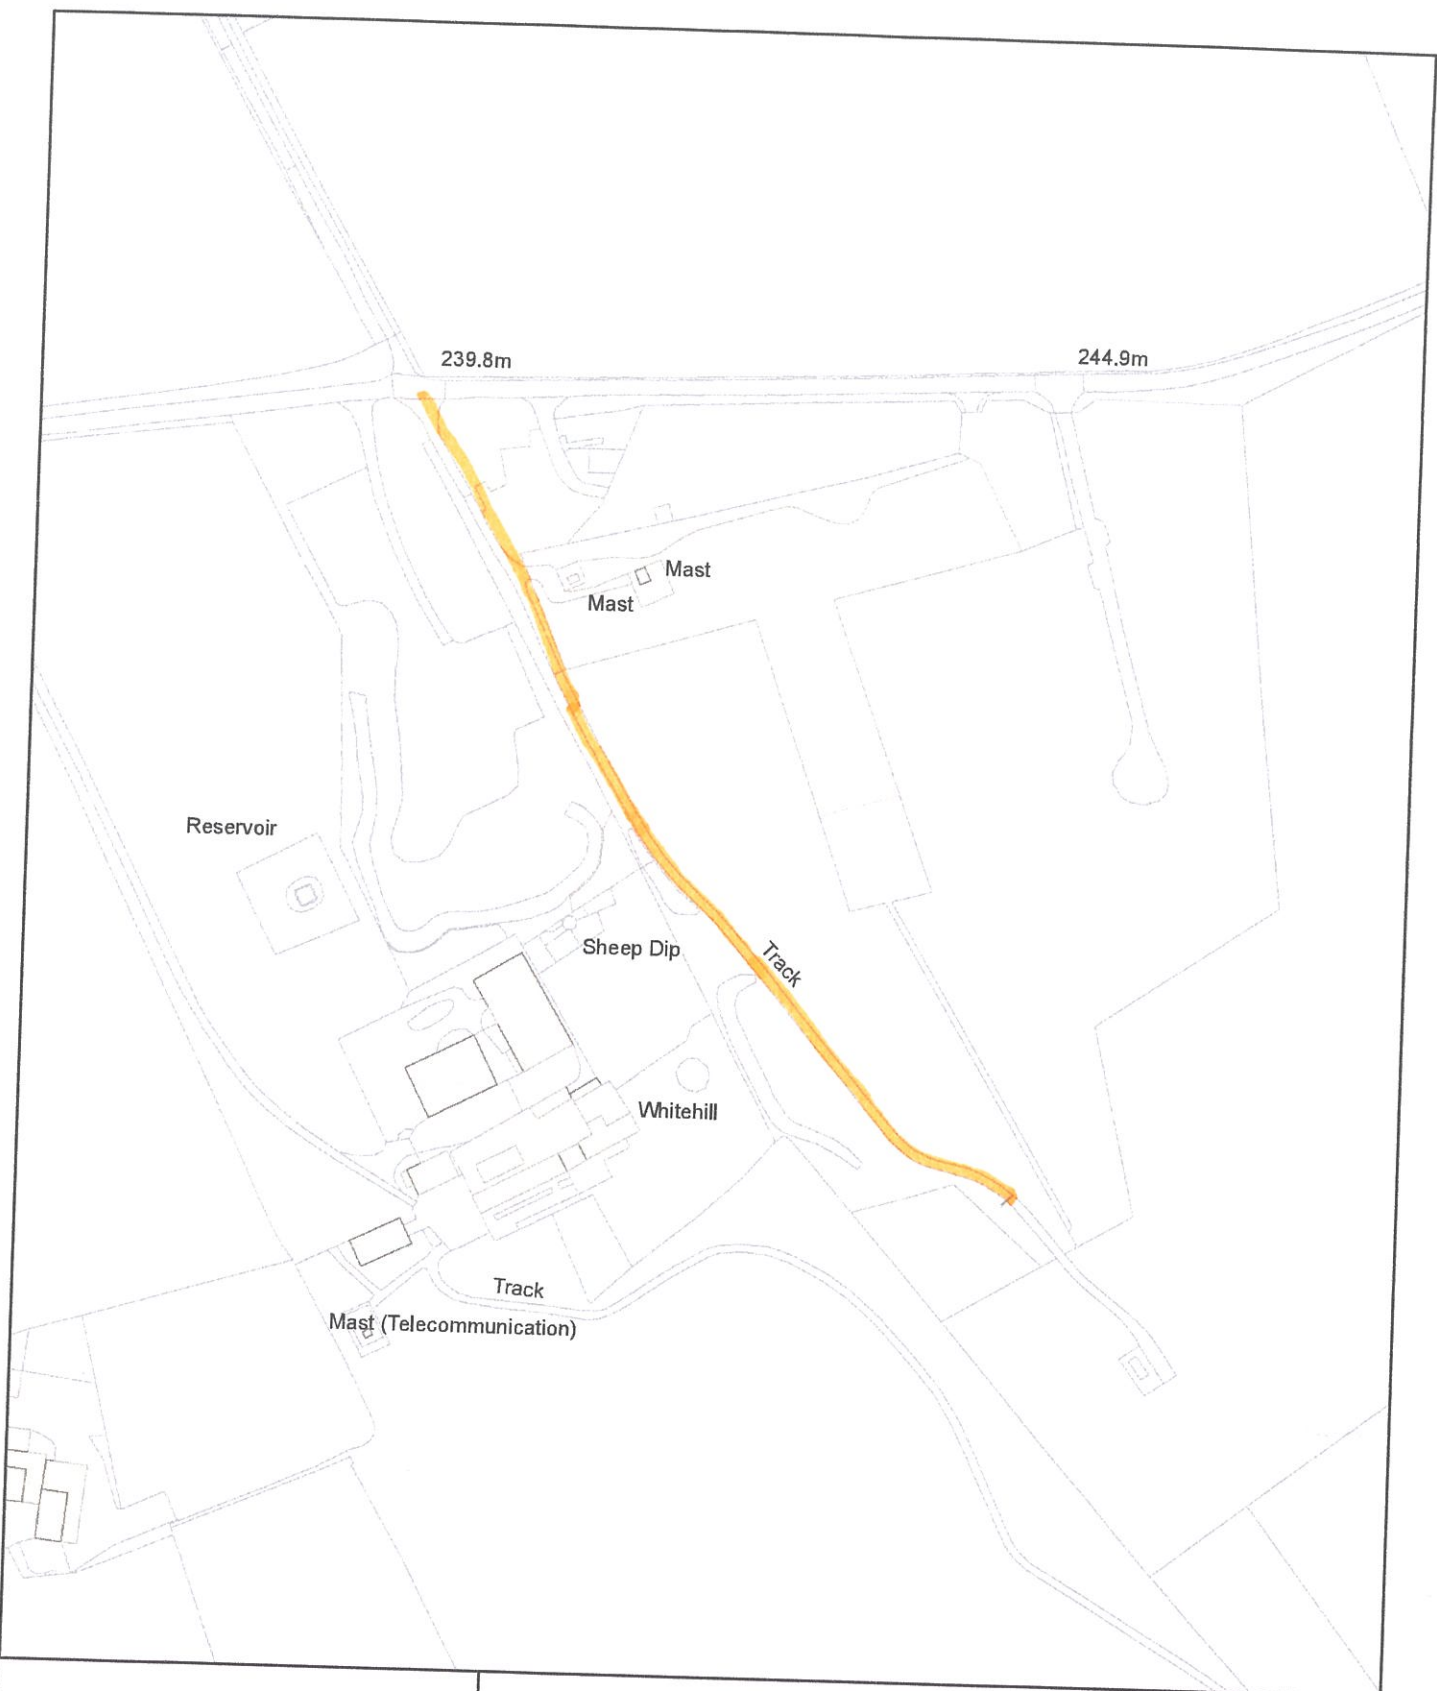 239.8m
244.9m
Mast
Mast
Reservoir
Track
Sheep Dip
Whitehill
Track
Mast (Telecommunication)